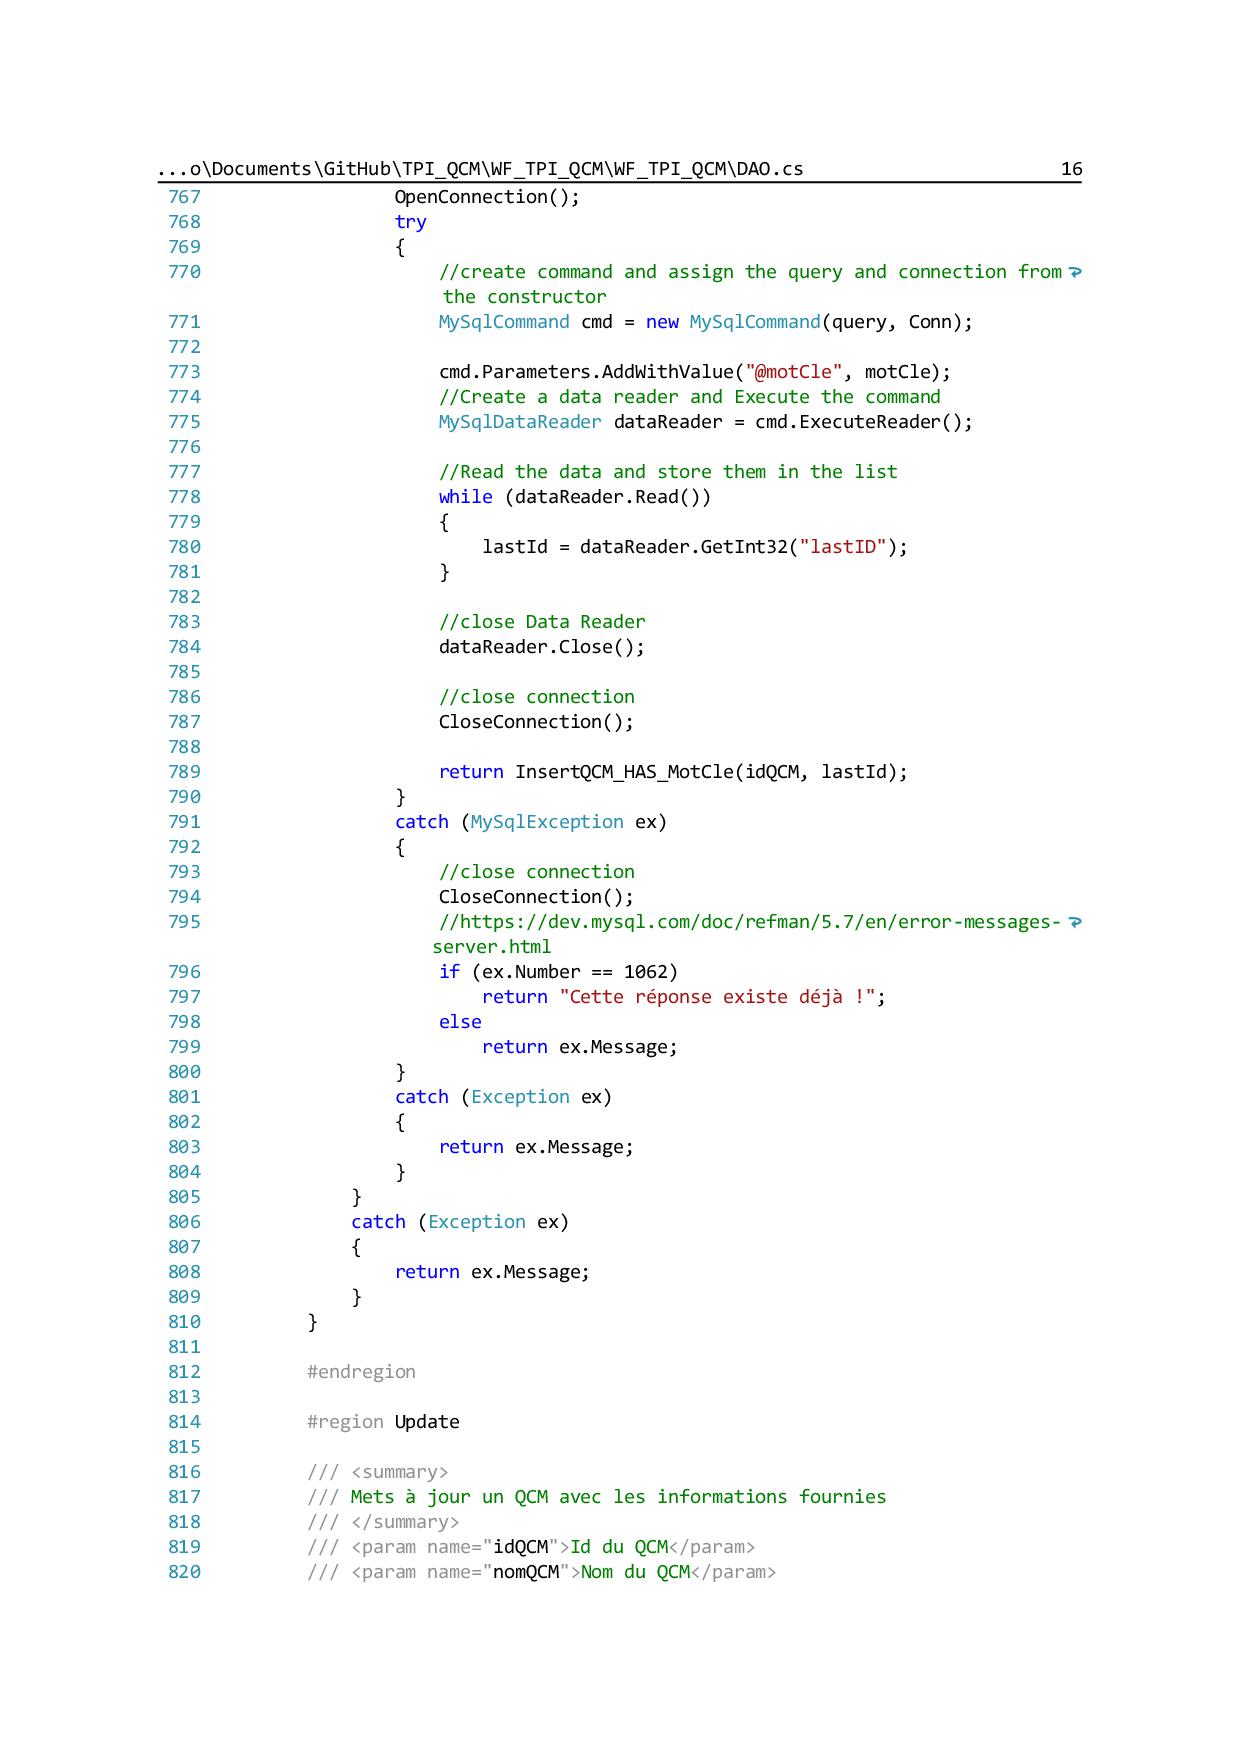 ...o\Documents\GitHub\TPI_QCM\WF_TPI_QCM\WF_TPI_QCM\DAO.cs 16
767 OpenConnection();
768 try
769 {
770 //create command and assign the query and connection from
the constructor
771 MySqlCommand cmd = new MySqlCommand(query, Conn);
772
773 cmd.Parameters.AddWithValue("@motCle", motCle);
774 //Create a data reader and Execute the command
775 MySqlDataReader dataReader = cmd.ExecuteReader();
776
777 //Read the data and store them in the list
778 while (dataReader.Read())
779 {
780 lastId = dataReader.GetInt32("lastID");
781 }
782
783 //close Data Reader
784 dataReader.Close();
785
786 //close connection
787 CloseConnection();
788
789 return InsertQCM_HAS_MotCle(idQCM, lastId);
790 }
791 catch (MySqlException ex)
792 {
793 //close connection
794 CloseConnection();
795 //https://dev.mysql.com/doc/refman/5.7/en/error-messages-
server.html
796 if (ex.Number == 1062)
797 return "Cette réponse existe déjà !";
798 else
799 return ex.Message;
800 }
801 catch (Exception ex)
802 {
803 return ex.Message;
804 }
805 }
806 catch (Exception ex)
807 {
808 return ex.Message;
809 }
810 }
811
812 #endregion
813
814 #region Update
815
816 /// <summary>
817 /// Mets à jour un QCM avec les informations fournies
818 /// </summary>
819 /// <param name="idQCM">Id du QCM</param>
820 /// <param name="nomQCM">Nom du QCM</param>